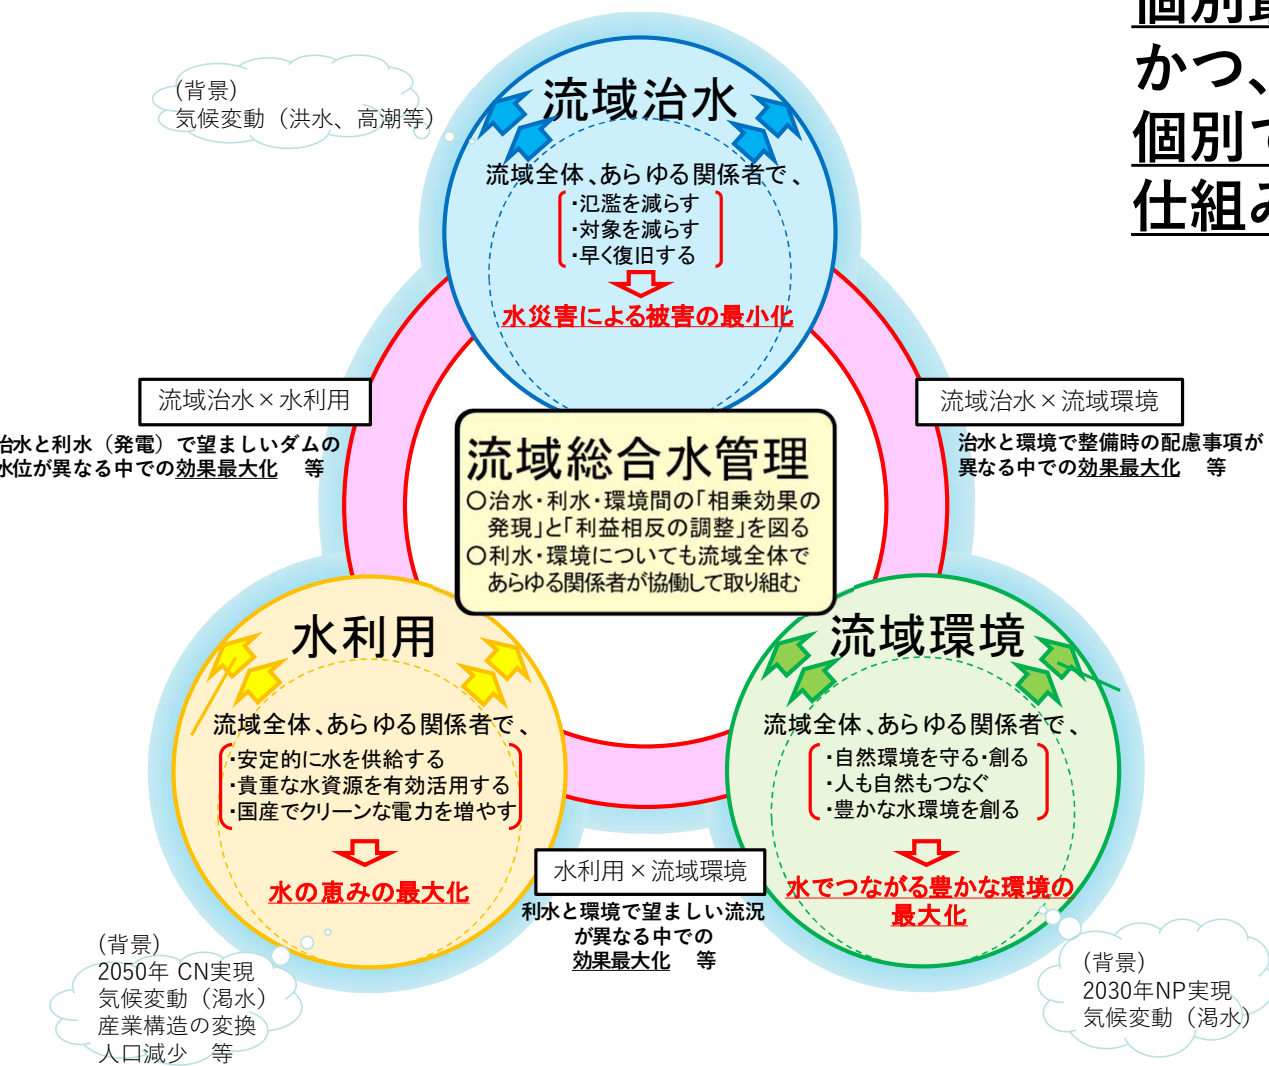 個別
かつ、
個別
仕組み
(背景)
気候変動（洪水、高潮等）
流域治水
流域全体、あらゆる関係者で、
・氾濫を減らす
・対象を減らす
・早く復旧する
水災害による被害の最小化
流域治水×水利用
治水と利水（発電）で望ましいダムの
水位が異なる中での効果最大化　等
流域治水×流域環境
治水と環境で整備時の配慮事項が
異なる中での効果最大化　等
流域総合水管理
○治水・利水・環境間の「相乗効果の
発現」と「利益相反の調整」を図る
○利水・環境についても流域全体で
あらゆる関係者が協働して取り組む
水利用
流域全体、あらゆる関係者で、
・安定的に水を供給する
・貴重な水資源を有効活用する
・国産でクリーンな電力を増やす
水の恵みの最大化
流域環境
流域全体、あらゆる関係者で、
・自然環境を守る・創る
・人も自然もつなぐ
・豊かな水環境を創る
水でつながる豊かな環境の
最大化
水利用×流域環境
利水と環境で望ましい流況
が異なる中での
効果最大化　等
(背景)
2050年 CN実現
気候変動（渇水）
産業構造の変換
人口減少　等
(背景)
2030年NP実現
気候変動（渇水）